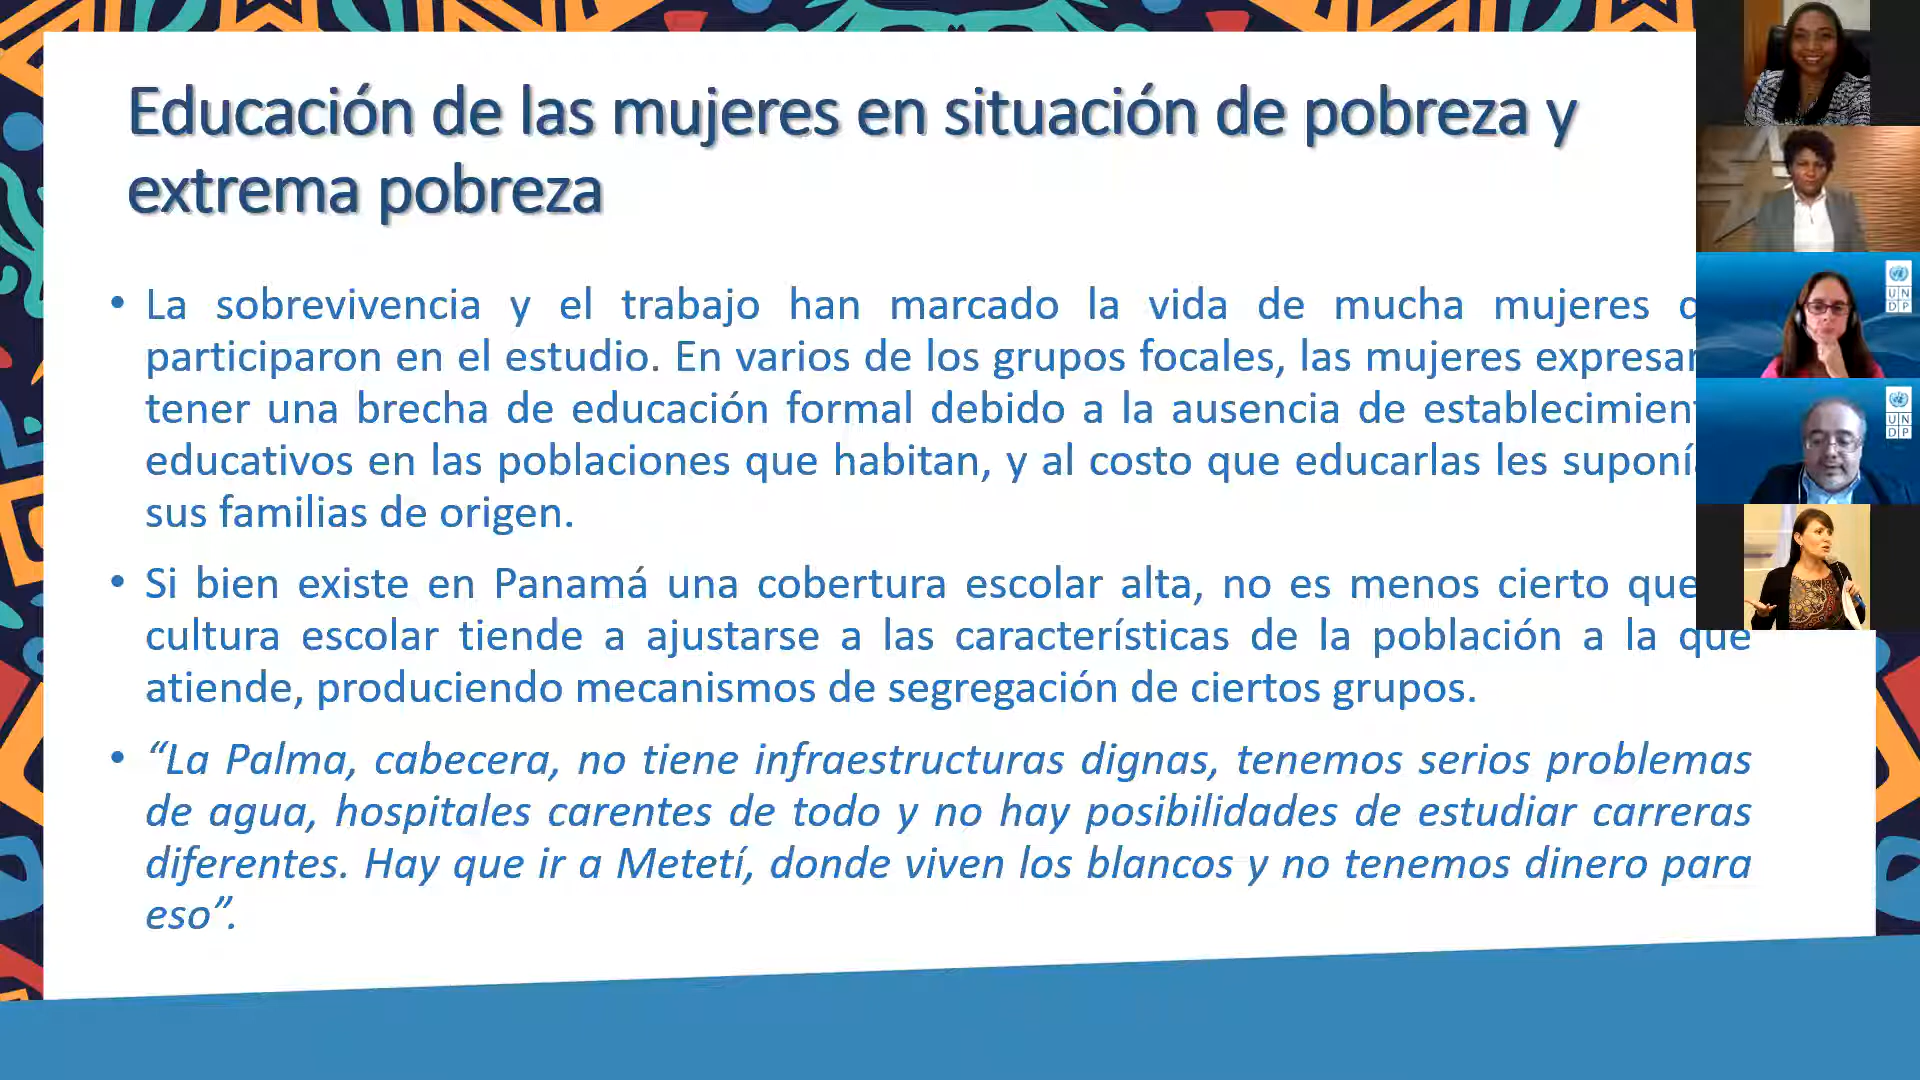 Educación de las mujeres en situación de pobreza y
extrema pobreza
• La sobrevivencia y el trabajo han marcado la vida de mucha mujeres
participaron en el estudio. En varios de los grupos focales, las mujeres
tener una brecha de educación formal debido a la ausencia de
educativos en las poblaciones que habitan, y al costo que educarlas les
sus familias de origen.
• Si bien existe en Panamá una cobertura escolar alta, no es menos cierto que
cultura escolar tiende a ajustarse a las características de la población a la que
atiende, produciendo mecanismos de segregación de ciertos grupos.
• “La Palma, cabecera, no tiene infraestructuras dignas, tenemos serios problemas
de agua, hospitales carentes de todo y no hay posibilidades de estudiar carreras
diferentes. Hay que ir a Metetí, donde viven los blancos y no tenemos dinero para
eso”.
UN
DP
UN
DP